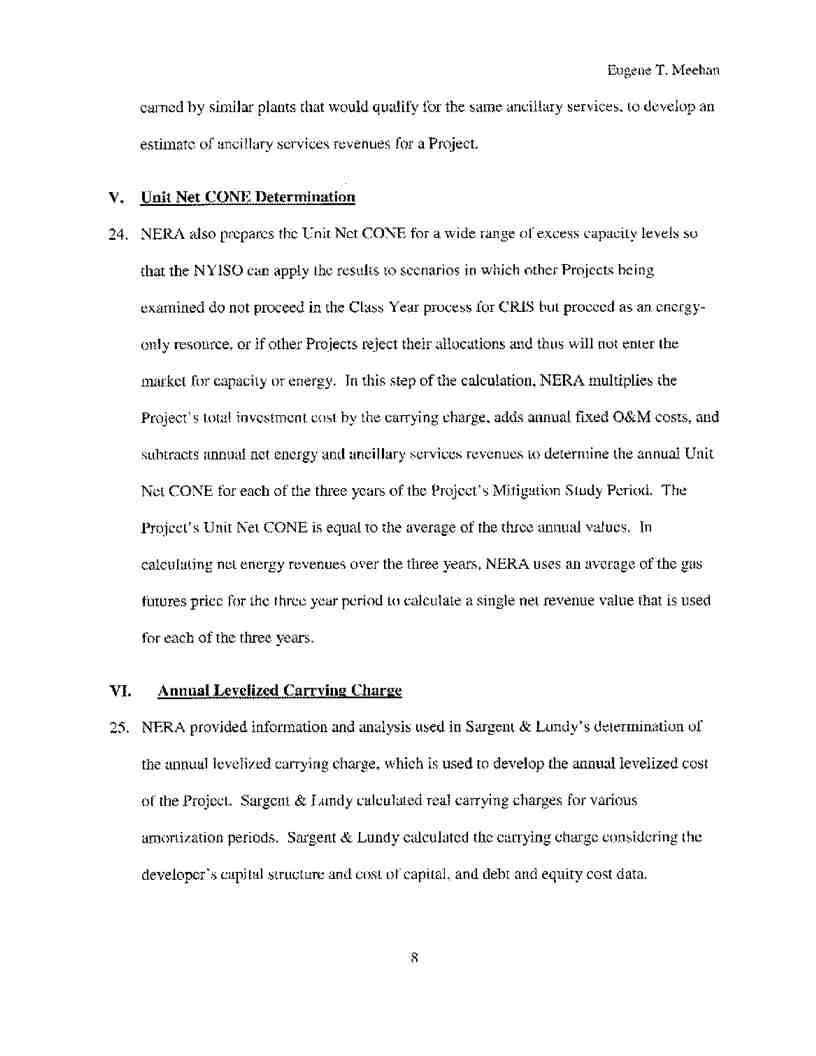 Eugene T. Meehan
earned by similar plants that would qualify for the same ancillary services, to develop an
estimate of ancillary services revenues for a Project.
V. Unit Net CONE Determination
24. NERA also prepares the Unit Net CONE for a wide range of excess capacity levels so
that the NYISO can apply the results to scenarios in which other Projects being
examined do not proceed in the Class Year process for CRIS but proceed as an energy-
only resource, or if other Projects reject their allocations and thus will not enter the
market for capacity or energy. In this step of the calculation, NERA multiplies the
Project's total investment cost by the carrying charge, adds annual fixed O&M costs, and
subtracts annual net energy and ancillary services revenues to determine the annual Unit
Net CONE for each of the three years of the Project's Mitigation Study Period. The
Project's Unit Net CONE is equal to the average of the three annual values. In
calculating net energy revenues over the three years, NERA uses an average of the gas
futures price for the three year period to calculate a single net revenue value that is used
for each of the three years.
VI. Annual Levelized Carrying Charge
25. NERA provided information and analysis used in Sargent & Lundy's determination of
the annual levelized carrying charge, which is used to develop the annual levelized cost
of the Project. Sargent & Lundy calculated real carrying charges for various
amortization periods. Sargent & Lundy calculated the carrying charge considering the
developer's capital structure and cost of capital, and debt and equity cost data.
8